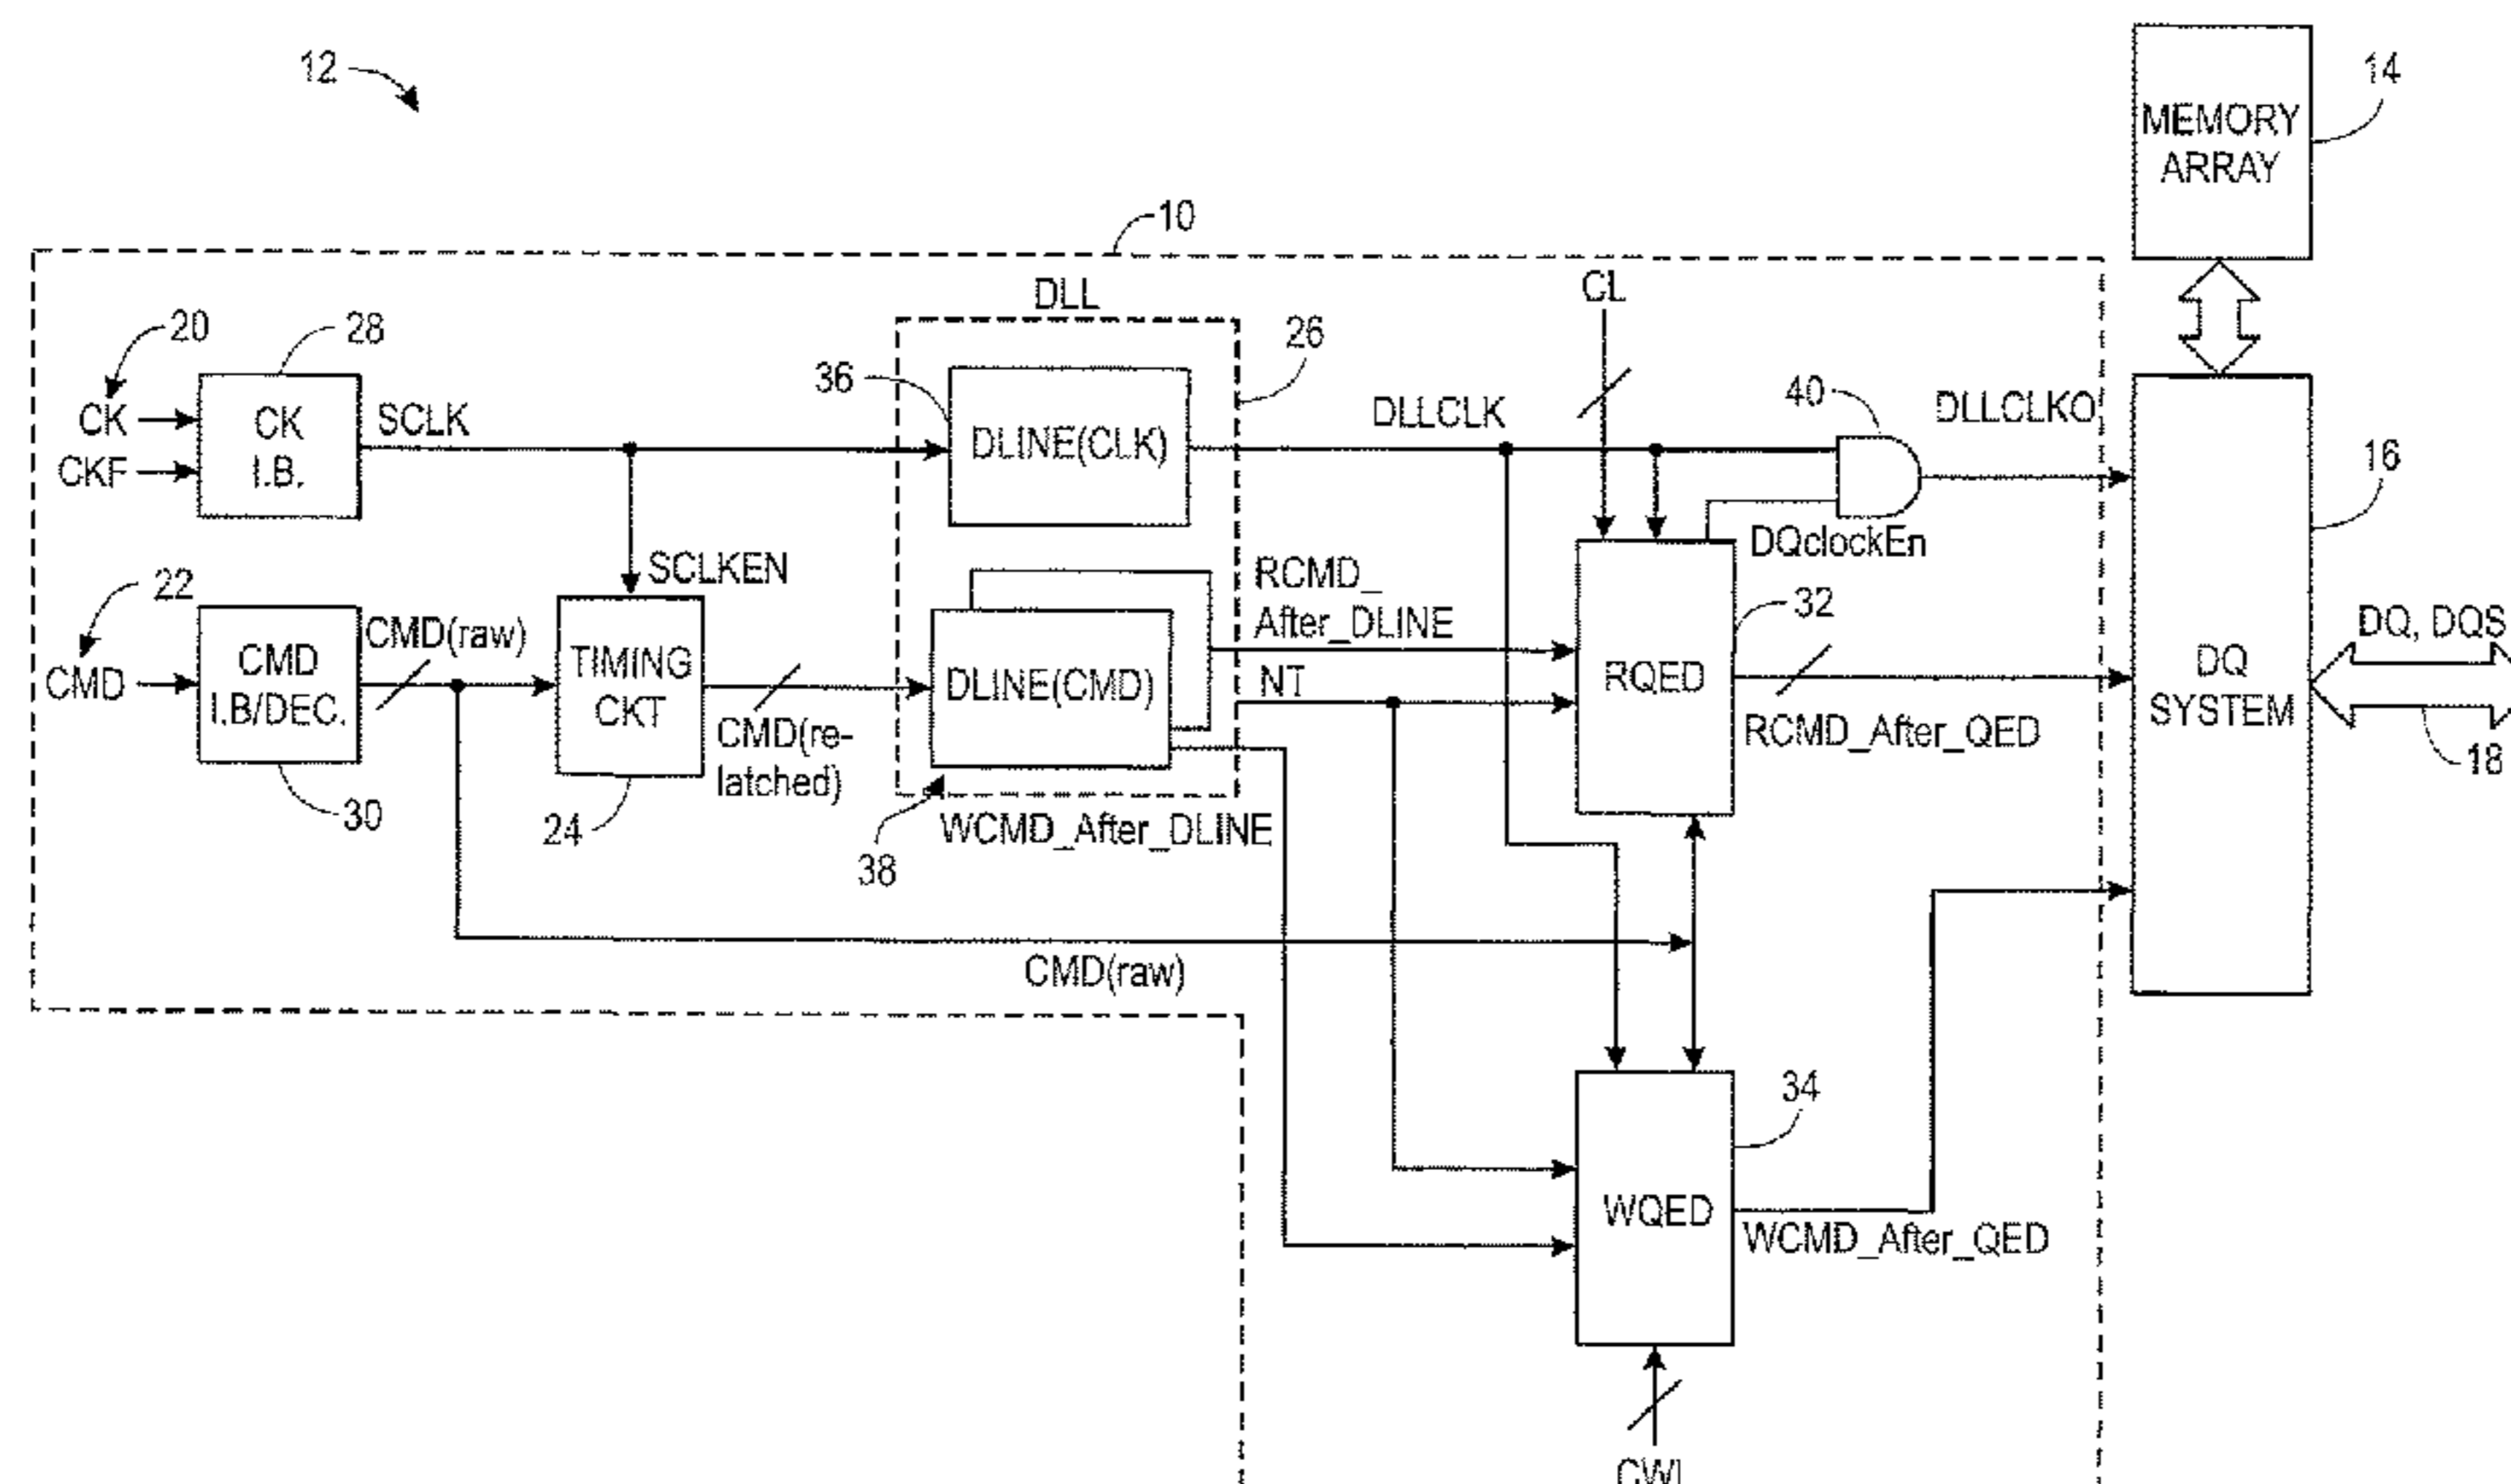 12
MEMORY
ARRAY
14
10
DLL
CL
20
28
36
26
CK
CKF
CK
I.B.
SCLK
DLINE(CLK)
DLLCLK
40
DLLCLKO
16
SCLKEN
DQclockEn
22
CMD
CMD
I.B/DEC.
CMD(raw)
30
TIMING
CKT
24
CMD(re-
latched)
DLINE(CMD)
38
RCMD_
After_DLINE
NT
WCMD_After_DLINE
RQED
32
RCMD_After_QED
DQ
SYSTEM
DQ, DQS
18
CMD(raw)
34
WQED
WCMD_After_QED